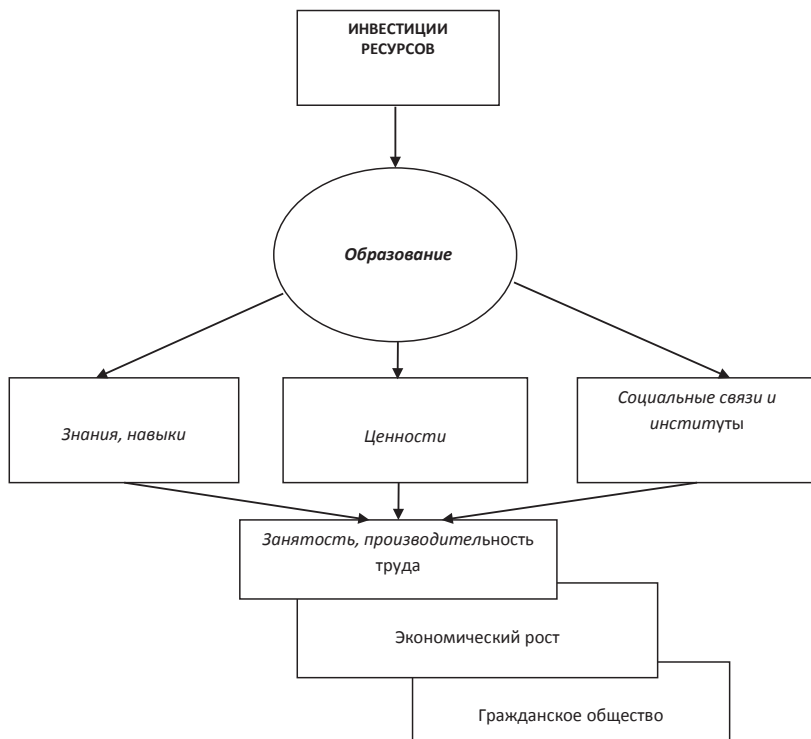 ИНВЕСТИЦИИ
РЕСУРСОВ
Образование
Знания, навыки
Ценности
Социальные связи и
институты
Занятость, производительность
труда
Экономический рост
Гражданское общество